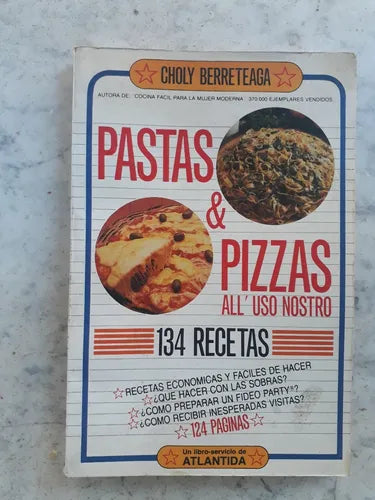 CHOLY BERRETEAGA
AUTORA DE: COCINA FACIL PARA LA MUJER MODERNA 370.000 EJEMPLARES VENDIDOS.
PASTAS
&
PIZZAS
ALL' USO NOSTRO
134 RECETAS
RECETAS ECONOMICAS Y FACILES DE HACER
¿QUE HACER CON LAS SOBRAS?
¿COMO PREPARAR UN FIDEO PARTY®?
¿COMO RECIBIR INESPERADAS VISITAS?
124 PAGINAS
Un libro-servicio de
ATLANTIDA